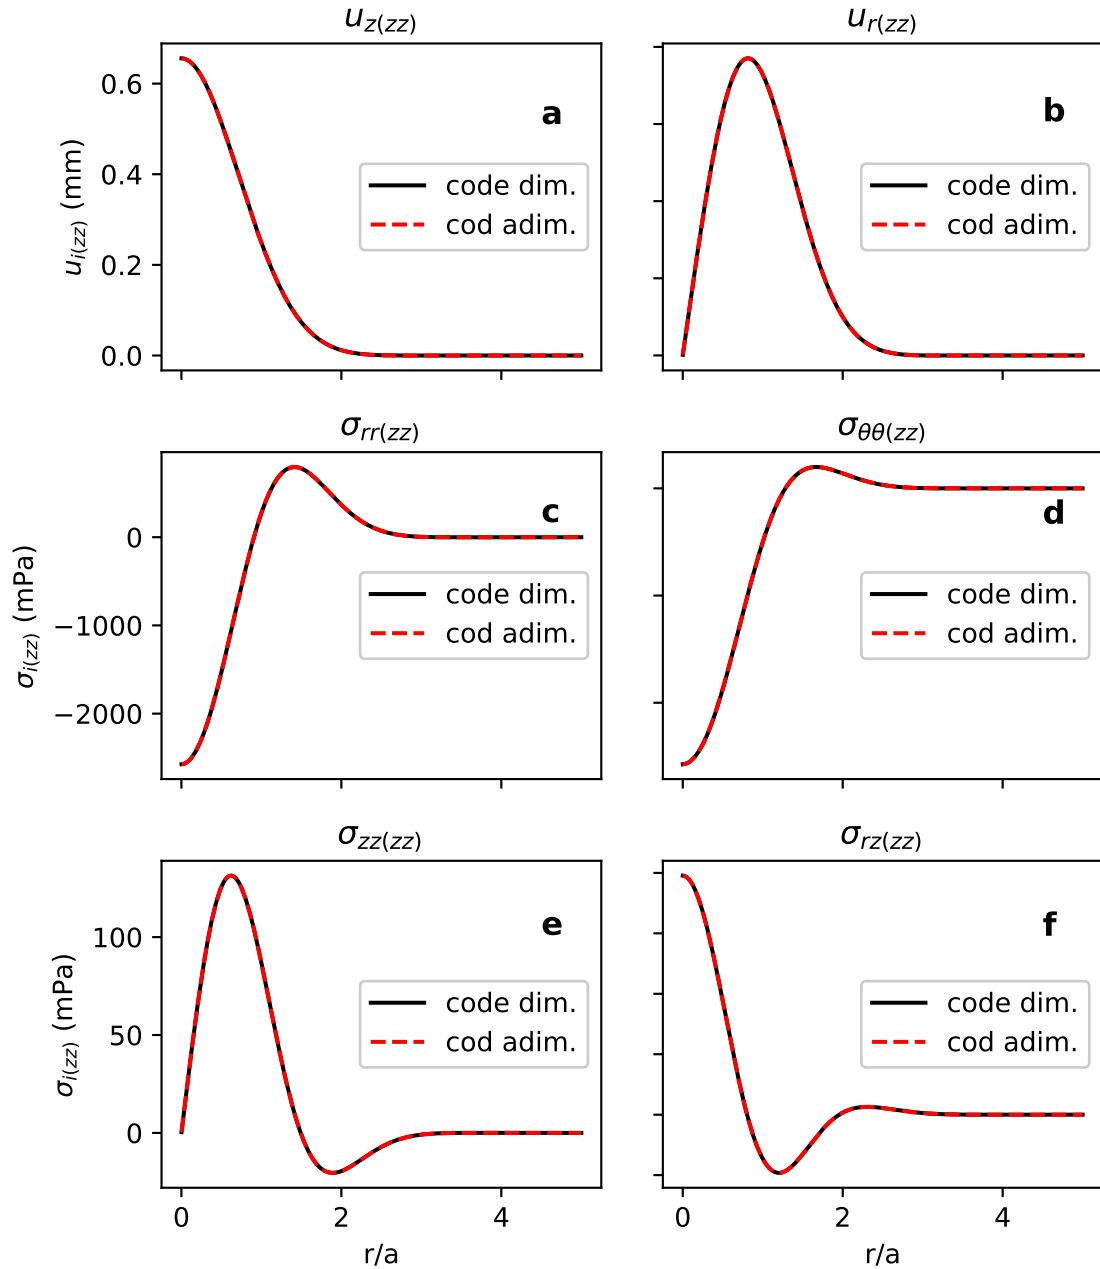 u_{z(zz)}
u_{r(zz)}
u_{i(zz)} (mm)
0.6
0.4
0.2
0.0
a
code dim.
cod adim.
b
code dim.
cod adim.
σ_{rr(zz)}
σ_{θθ(zz)}
σ_{i(zz)} (mPa)
0
−1000
−2000
c
code dim.
cod adim.
d
code dim.
cod adim.
σ_{zz(zz)}
σ_{rz(zz)}
σ_{i(zz)} (mPa)
100
50
0
e
code dim.
cod adim.
f
code dim.
cod adim.
0 2 4
r/a
0 2 4
r/a